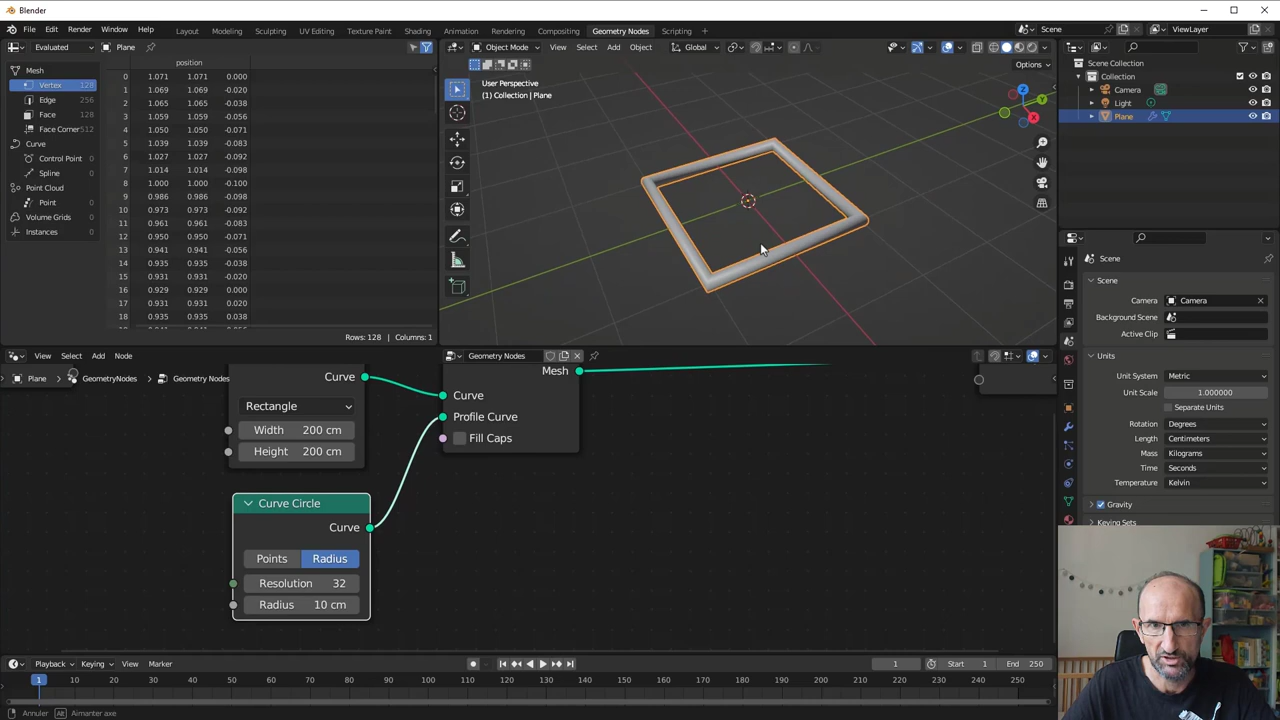 Blender
File Edit Render Window Help Layout Modeling Sculpting UV Editing Texture Paint Shading Animation Rendering Compositing Geometry Nodes Scripting Scene ViewLayer
Evaluated Plane
Object Mode View Select Add Object Global
Options
position
Mesh
Vertex 128
Edge 256
Face 128
Face Corner 512
Curve
Control Point 0
Spline 0
Point Cloud
Point 0
Volume Grids 0
Instances 0
0 1.071 1.071 0.000
1 1.069 1.069 -0.020
2 1.065 1.065 -0.038
3 1.059 1.059 -0.056
4 1.050 1.050 -0.071
5 1.039 1.039 -0.083
6 1.027 1.027 -0.092
7 1.014 1.014 -0.098
8 1.000 1.000 -0.100
9 0.986 0.986 -0.098
10 0.973 0.973 -0.092
11 0.961 0.961 -0.083
12 0.950 0.950 -0.071
13 0.941 0.941 -0.056
14 0.935 0.935 -0.038
15 0.931 0.931 -0.020
16 0.929 0.929 0.000
17 0.931 0.931 0.020
18 0.935 0.935 0.038
Rows: 128 | Columns: 1
User Perspective
(1) Collection | Plane
Z
Y
X
Scene Collection
Collection
Camera
Light
Plane
Scene
Scene
Camera Camera
Background Scene
Active Clip
Units
Unit System Metric
Unit Scale 1.000000
Separate Units
Rotation Degrees
Length Centimeters
Mass Kilograms
Time Seconds
Temperature Kelvin
Gravity
Keying Sets
View Select Add Node Geometry Nodes
Plane GeometryNodes Geometry Nodes
Curve
Rectangle
Width 200 cm
Height 200 cm
Mesh
Curve
Profile Curve
Fill Caps
Curve Circle
Curve
Points Radius
Resolution 32
Radius 10 cm
Playback Keying View Marker 1 Start 1 End 250
1 10 20 30 40 50 60 70 80 90 100 110 120 130 140 150 160 170 180 190 200 210 220 230 240 250
Annuler Alt Aimanter axe